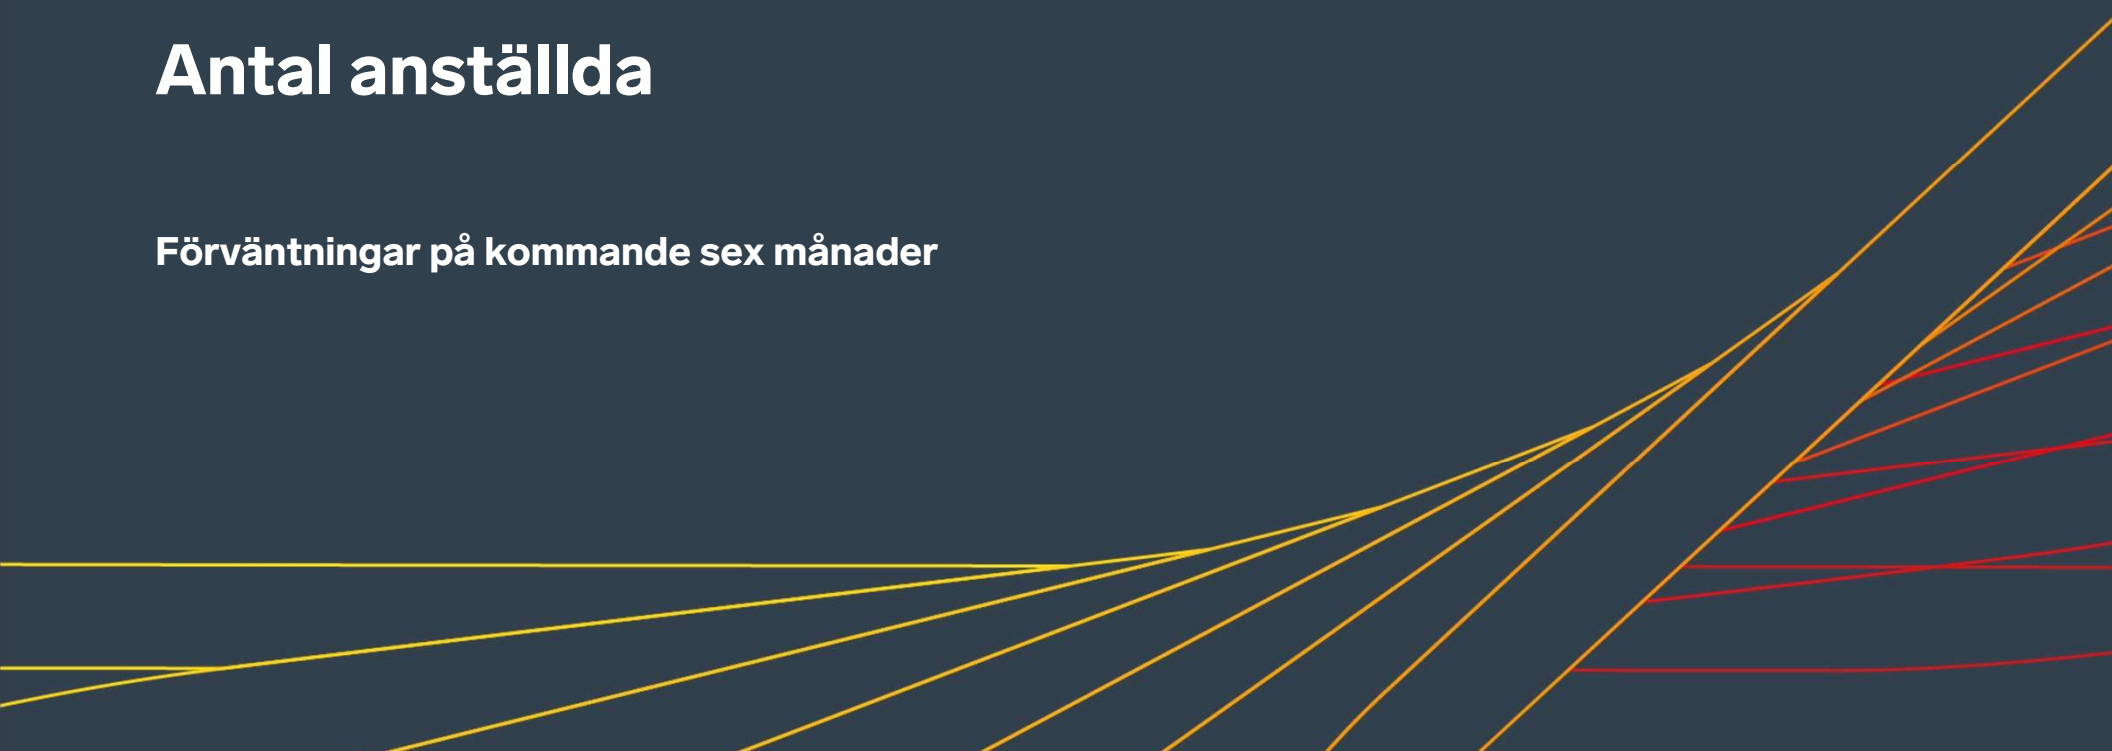 Antal anställda
Förväntningar på kommande sex månader